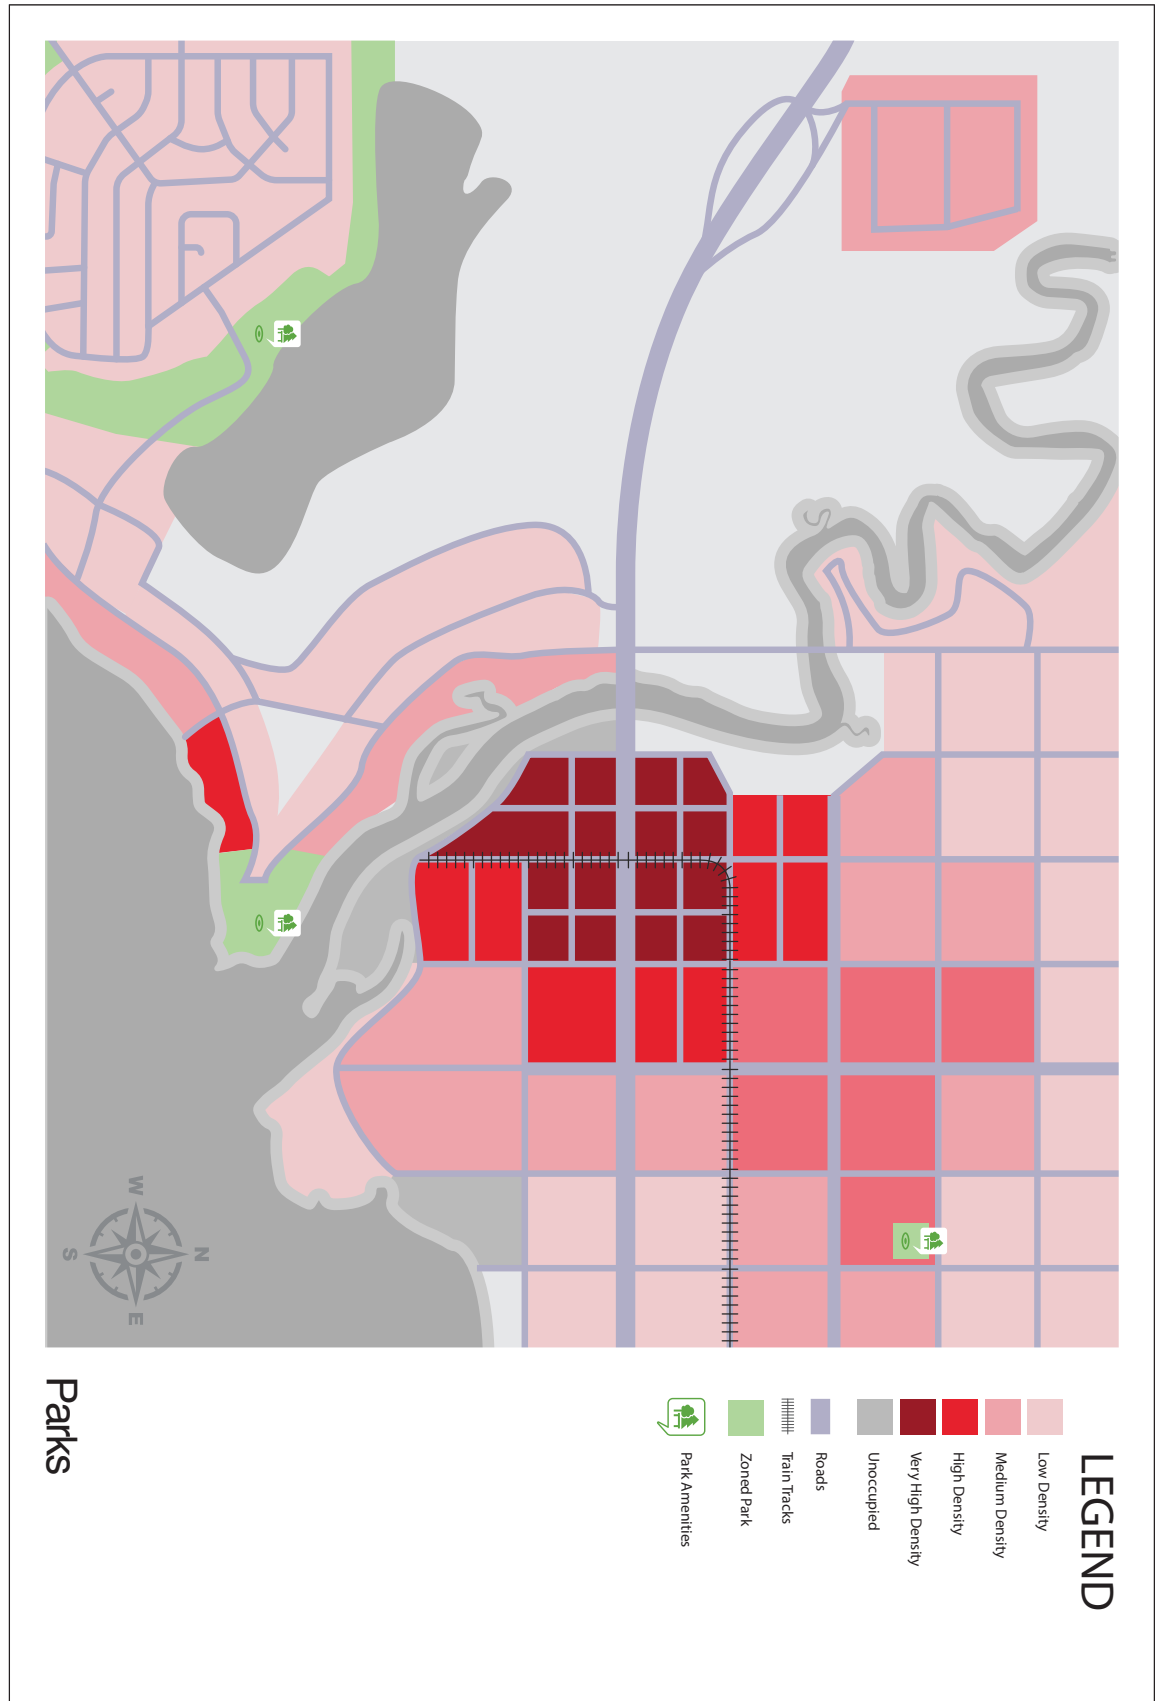 LEGEND
Low Density
Medium Density
High Density
Very High Density
Unoccupied
Roads
Train Tracks
Zoned Park
Park Amenities
Parks
N
W
E
S